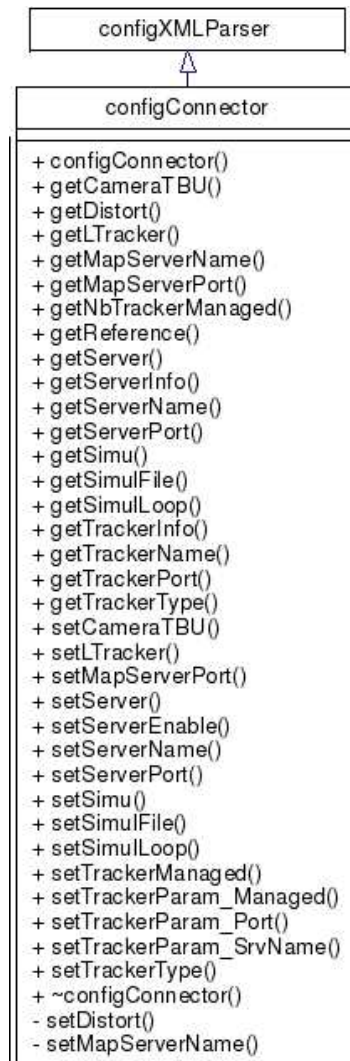 configXMLParser
configConnector
+ configConnector()
+ getCameraTBU()
+ getDistort()
+ getLTracker()
+ getMapServerName()
+ getMapServerPort()
+ getNbTrackerManaged()
+ getReference()
+ getServer()
+ getServerInfo()
+ getServerName()
+ getServerPort()
+ getSimu()
+ getSimulFile()
+ getSimulLoop()
+ getTrackerInfo()
+ getTrackerName()
+ getTrackerPort()
+ getTrackerType()
+ setCameraTBU()
+ setLTracker()
+ setMapServerPort()
+ setServer()
+ setServerEnable()
+ setServerName()
+ setServerPort()
+ setSimu()
+ setSimulFile()
+ setSimulLoop()
+ setTrackerManaged()
+ setTrackerParam_Managed()
+ setTrackerParam_Port()
+ setTrackerParam_SrvName()
+ setTrackerType()
+ ~configConnector()
- setDistort()
- setMapServerName()